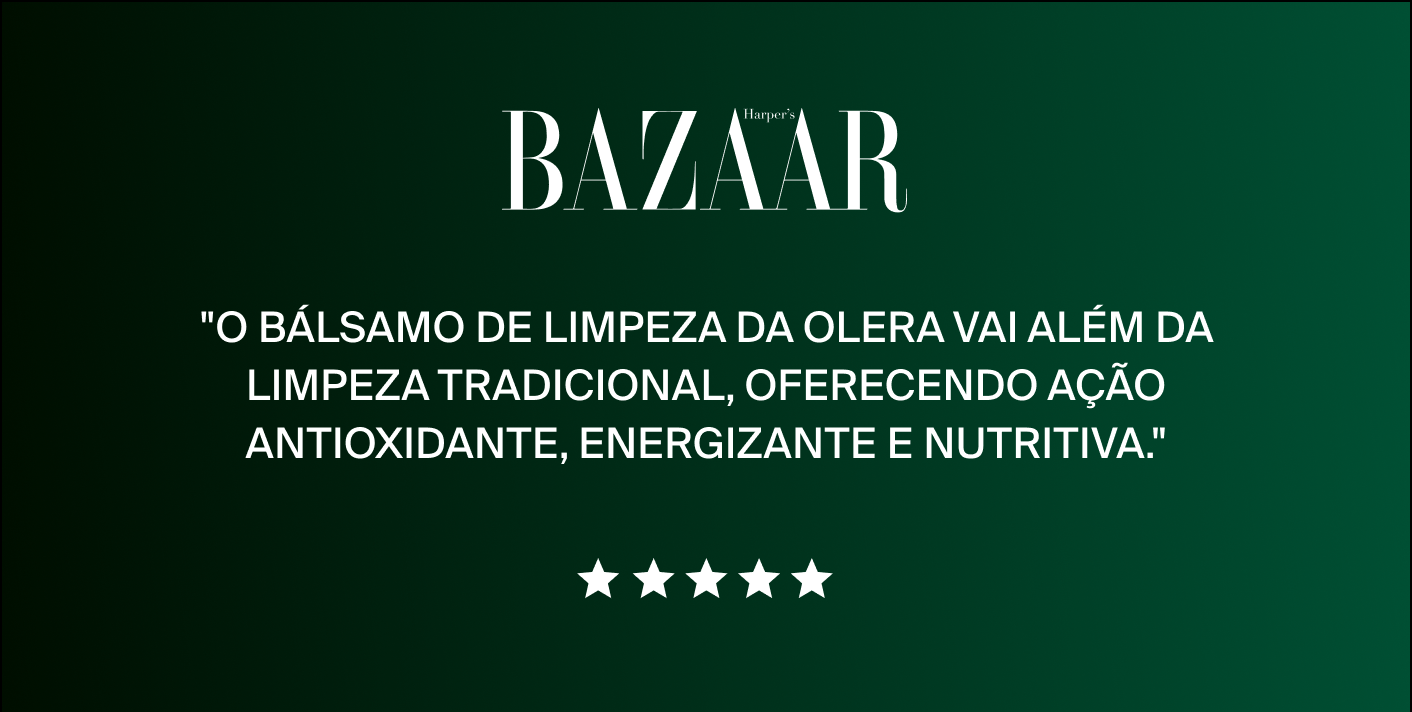 Harper's
BAZAAR
"O BÁLSAMO DE LIMPEZA DA OLERA VAI ALÉM DA
LIMPEZA TRADICIONAL, OFERECENDO AÇÃO
ANTIOXIDANTE, ENERGIZANTE E NUTRITIVA."